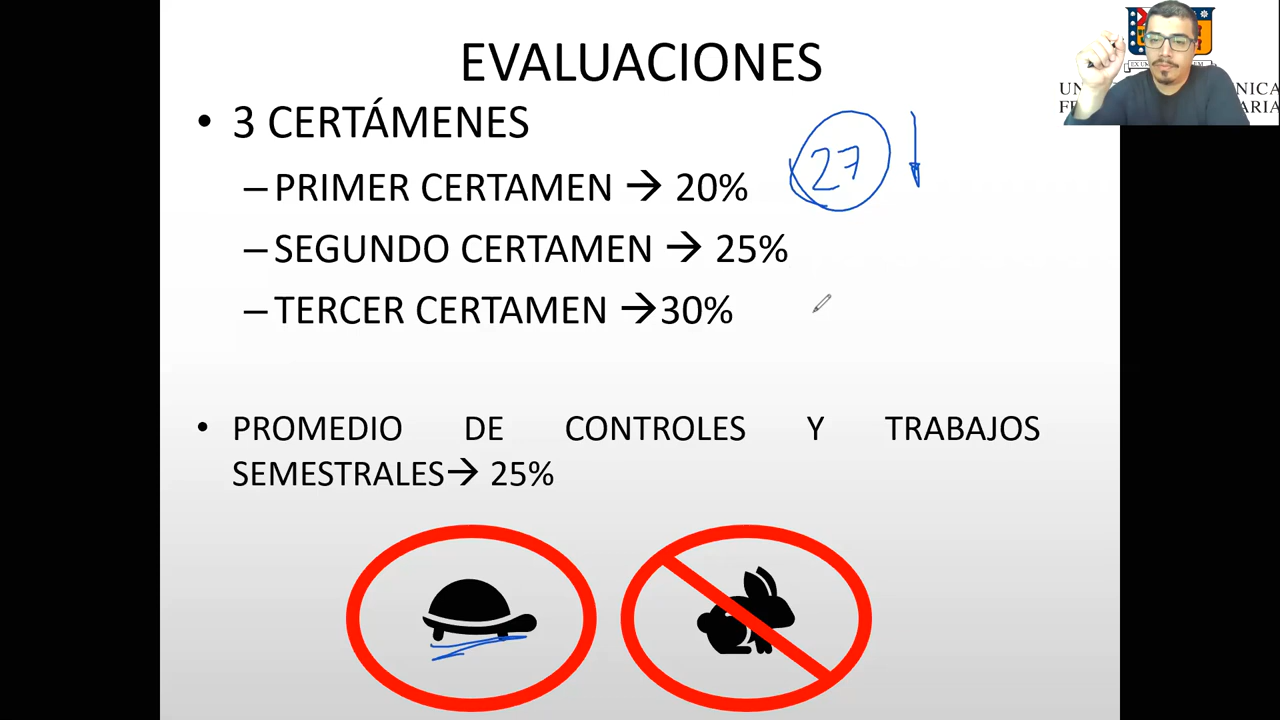 EVALUACIONES
• 3 CERTÁMENES
– PRIMER CERTAMEN → 20%
27
– SEGUNDO CERTAMEN → 25%
– TERCER CERTAMEN →30%
• PROMEDIO DE CONTROLES Y TRABAJOS
SEMESTRALES→ 25%